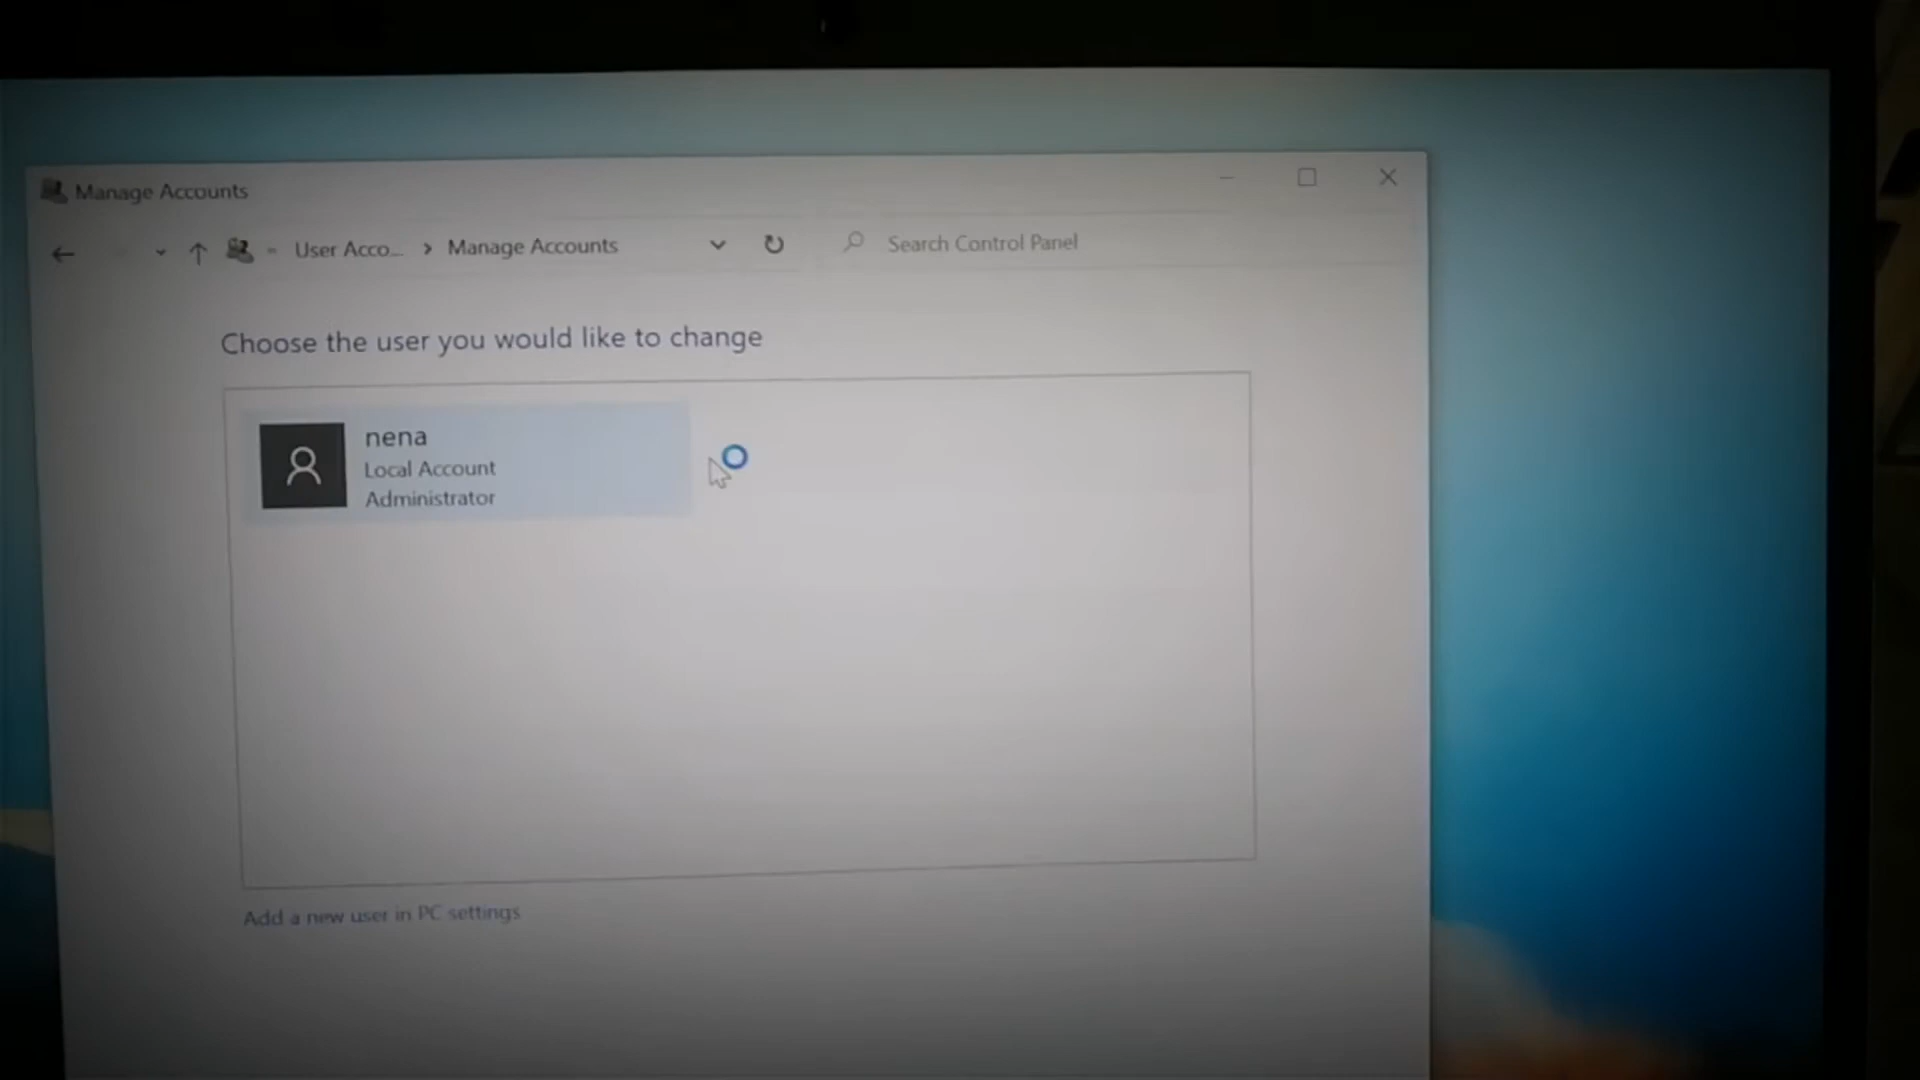 Manage Accounts
User Acco... > Manage Accounts
Search Control Panel
Choose the user you would like to change
nena
Local Account
Administrator
Add a new user in PC settings